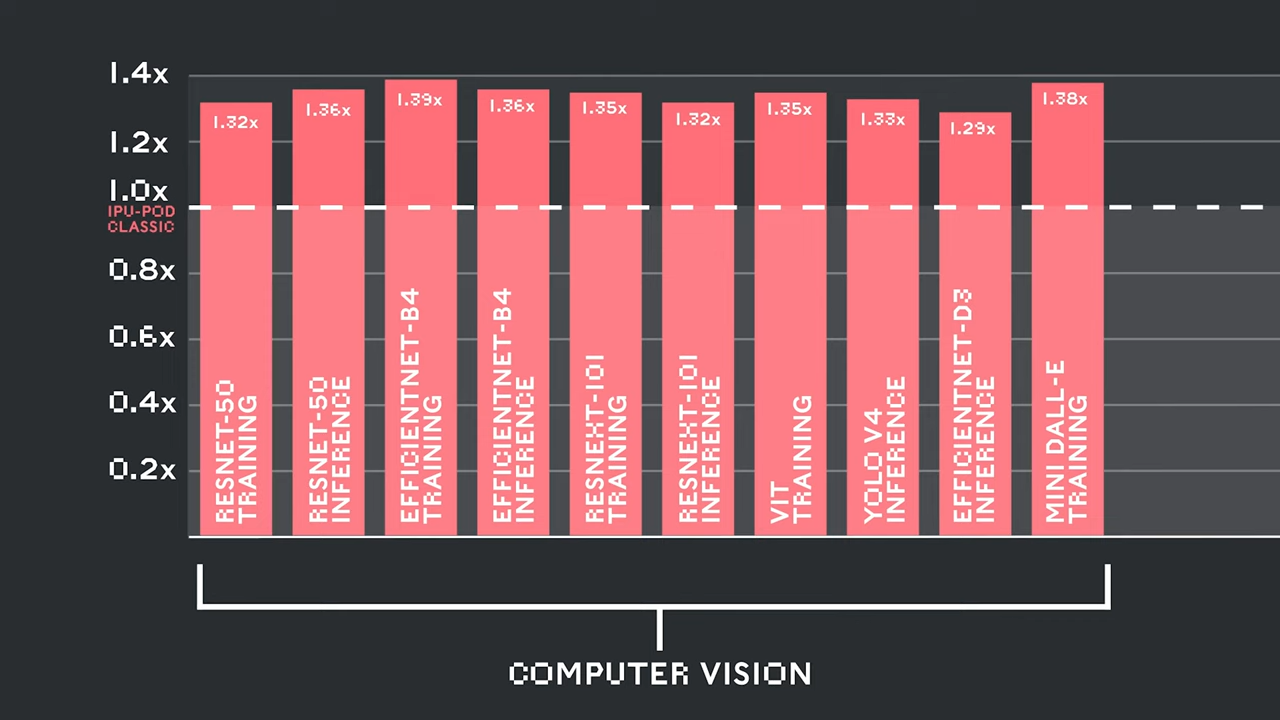 1.4x
1.2x
1.0x
IPU-POD
CLASSIC
0.8x
0.6x
0.4x
0.2x
1.32x
1.36x
1.39x
1.36x
1.35x
1.32x
1.35x
1.33x
1.29x
1.38x
RESNET-50
TRAINING
RESNET-50
INFERENCE
EFFICIENTNET-B4
TRAINING
EFFICIENTNET-B4
INFERENCE
RESNEXT-101
TRAINING
RESNEXT-101
INFERENCE
VIT
TRAINING
YOLO V4
INFERENCE
EFFICIENTNET-D3
INFERENCE
MINI DALL-E
TRAINING
COMPUTER VISION